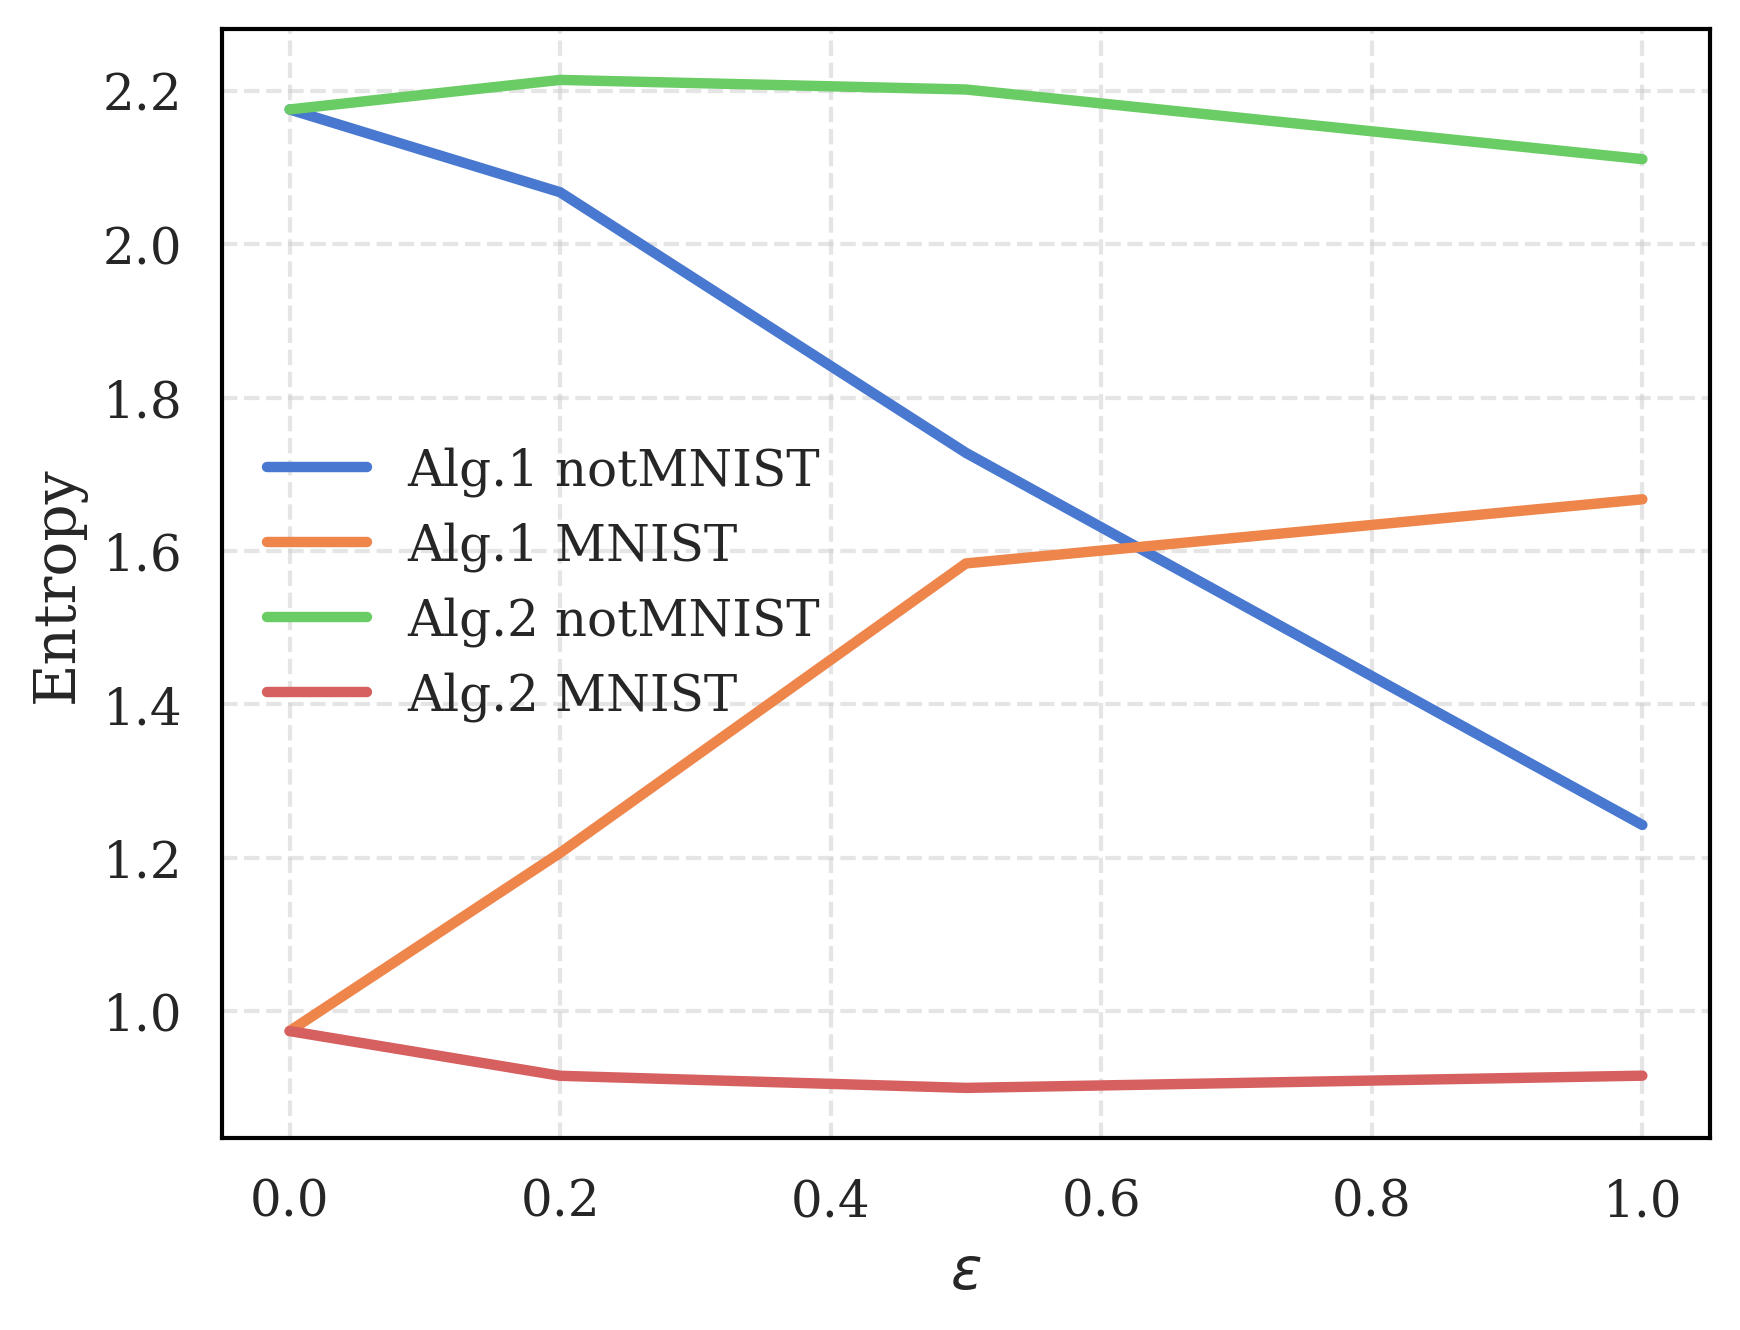 2.2
2.0
1.8
1.6
1.4
1.2
1.0
Entropy
Alg.1 notMNIST
Alg.1 MNIST
Alg.2 notMNIST
Alg.2 MNIST
0.0 0.2 0.4 0.6 0.8 1.0
ε